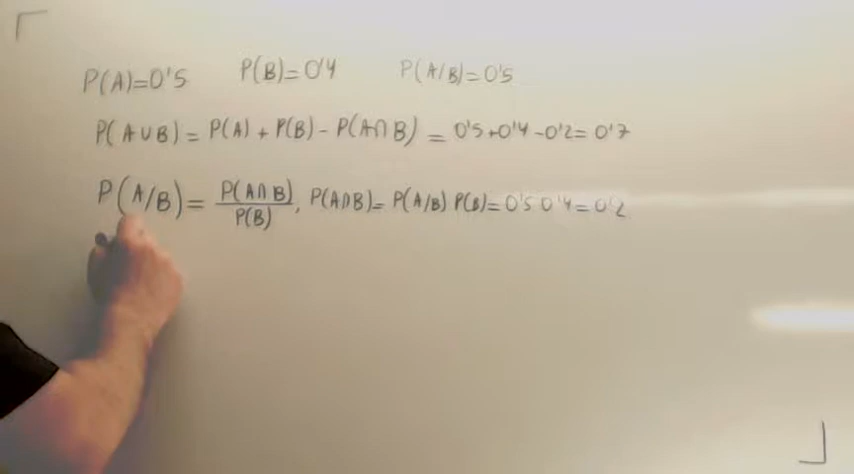 P(A)=0'5 P(B)=0'4 P(A/B)=0'5
P(A∪B)=P(A)+P(B)-P(A∩B)=0'5+0'4-0'2=0'7
P(A/B)=P(A∩B)/P(B), P(A∩B)=P(A/B) P(B)=0'5 0'4=0'2